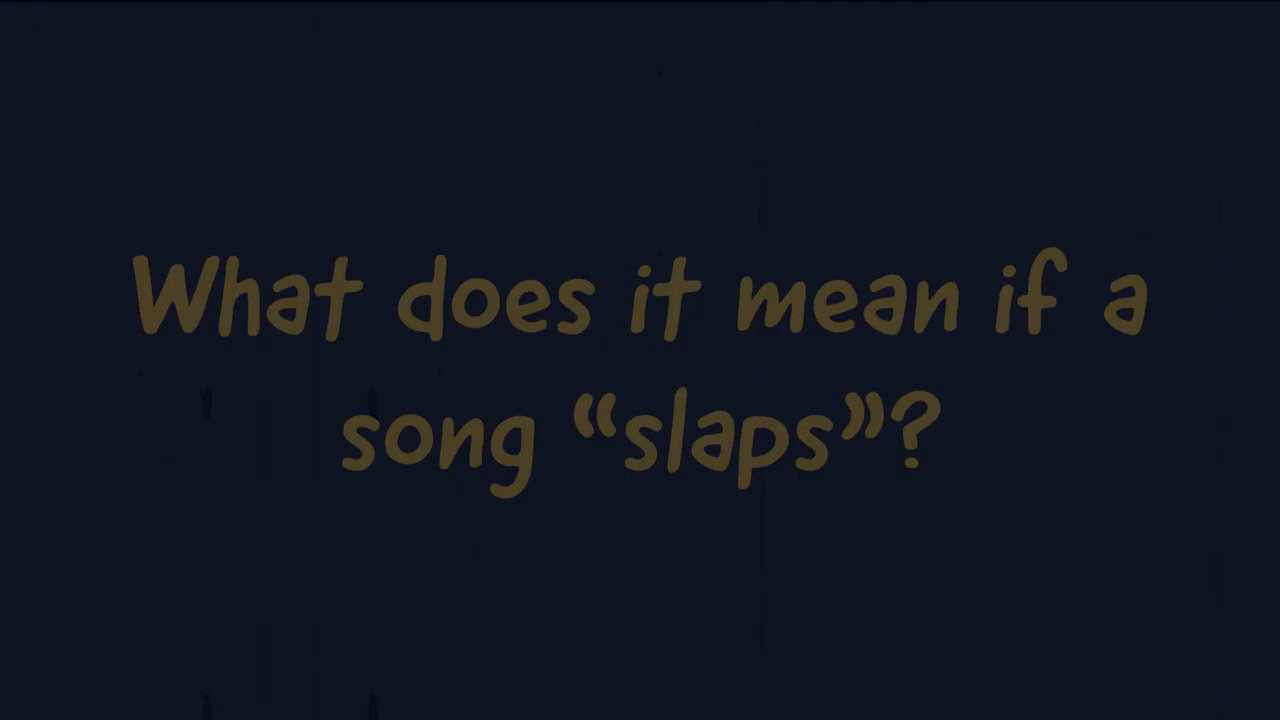 What does it mean if a
song “slaps”?